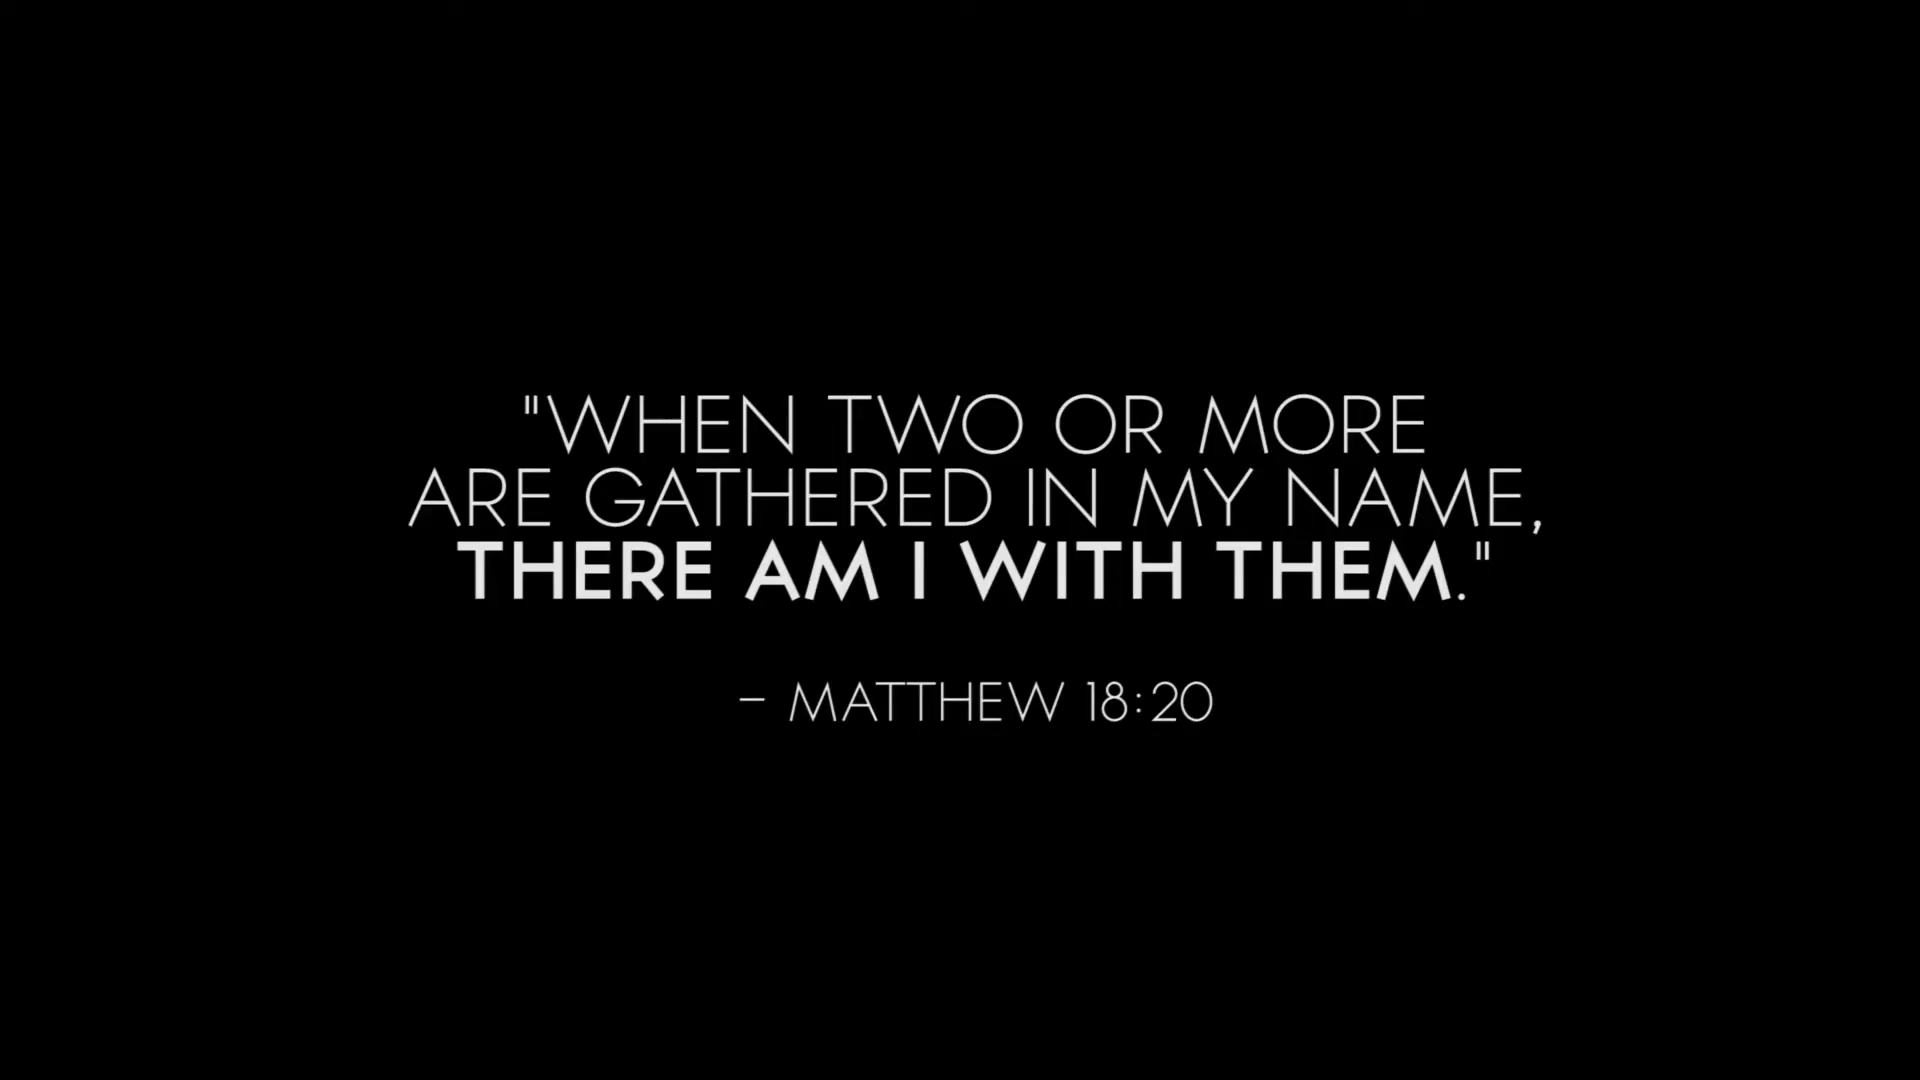 "WHEN TWO OR MORE
ARE GATHERED IN MY NAME,
THERE AM I WITH THEM."
– MATTHEW 18:20